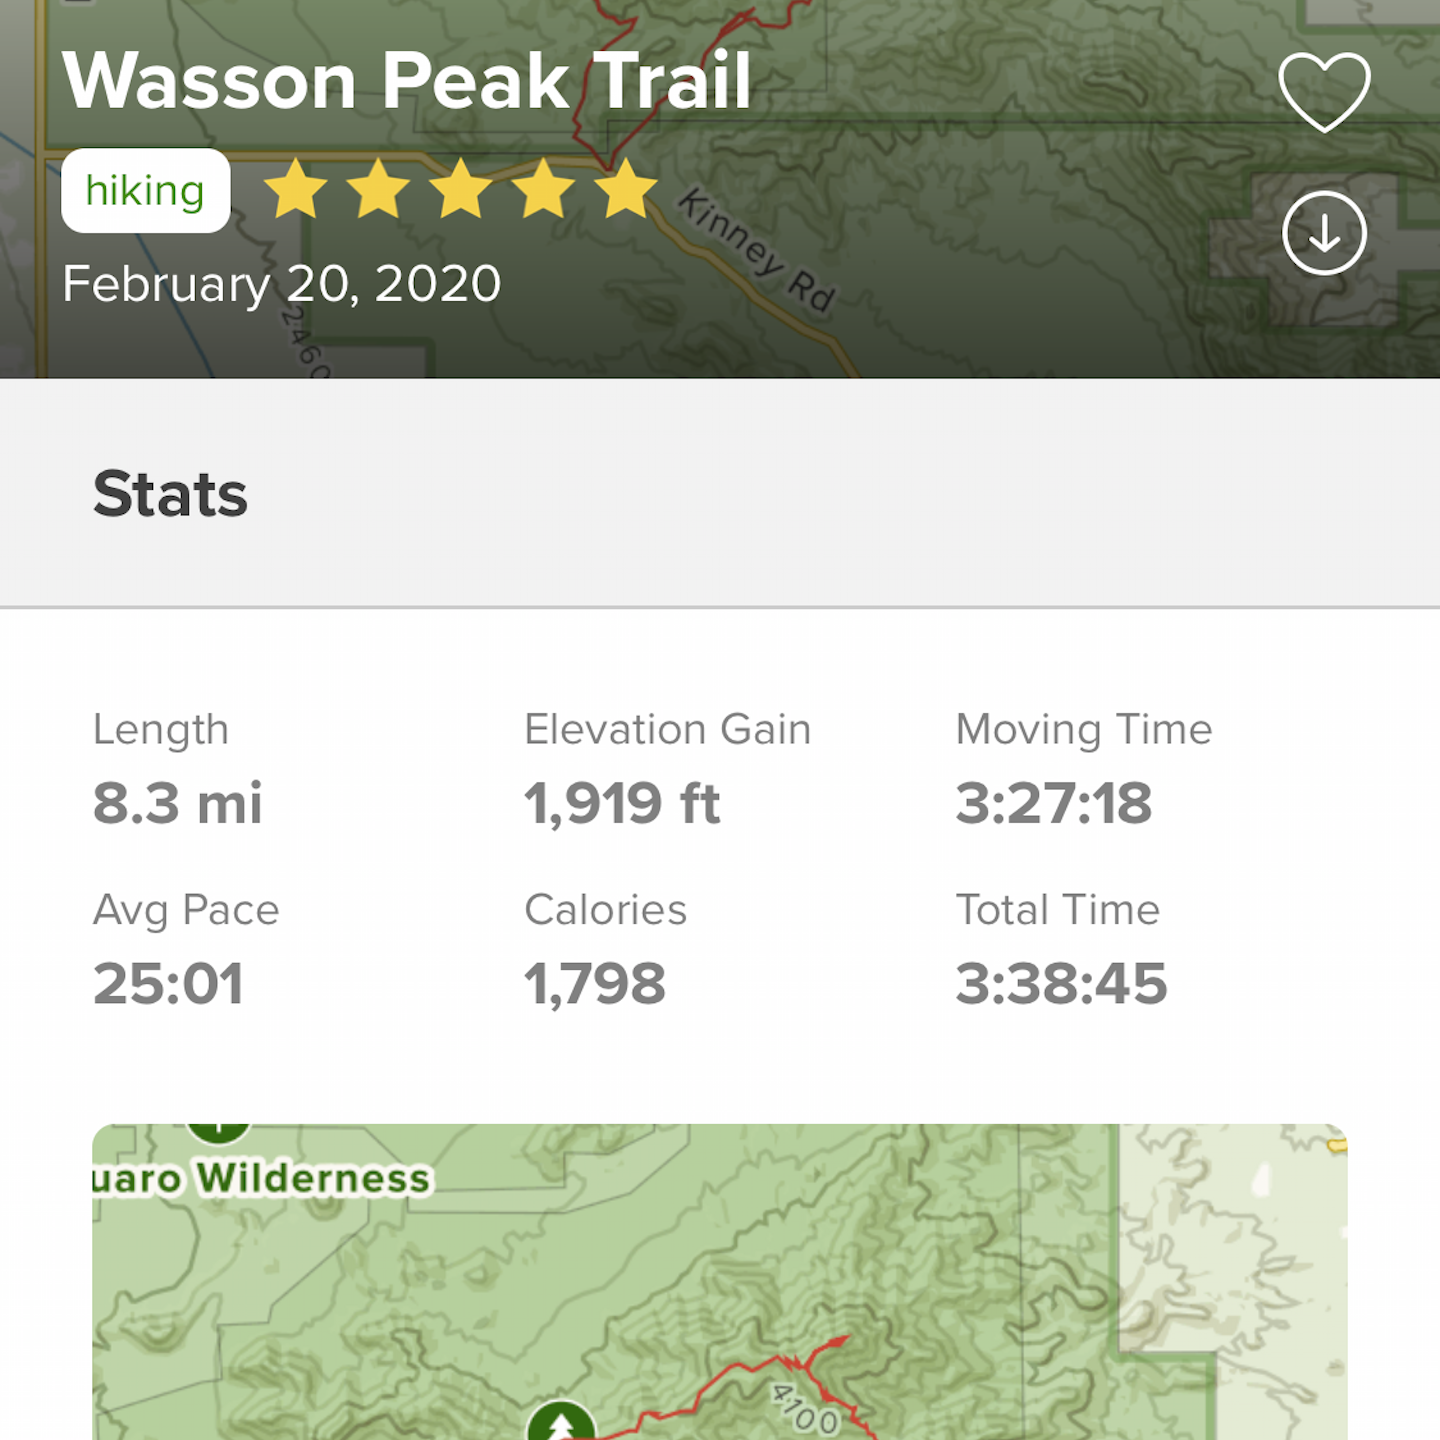 Wasson Peak Trail
hiking
February 20, 2020
Kinney Rd
2460
Stats
Length
Elevation Gain
Moving Time
8.3 mi
1,919 ft
3:27:18
Avg Pace
Calories
Total Time
25:01
1,798
3:38:45
uaro Wilderness
4100